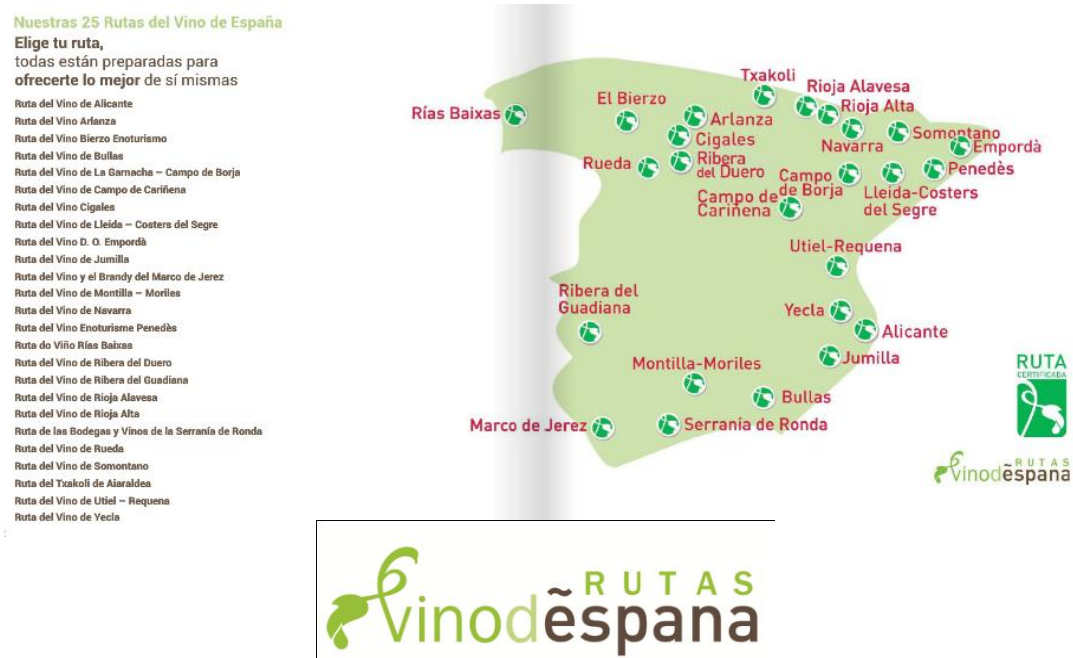 Nuestras 25 Rutas del Vino de España
Elige tu ruta,
todas están preparadas para
ofrecerte lo mejor de sí mismas
Ruta del Vino de Alicante
Ruta del Vino Arlanza
Ruta del Vino Bierzo Enoturismo
Ruta del Vino de Bullas
Ruta del Vino de La Garnacha – Campo de Borja
Ruta del Vino de Campo de Cariñena
Ruta del Vino Cigales
Ruta del Vino de Lleida – Costers del Segre
Ruta del Vino D. O. Empordà
Ruta del Vino de Jumilla
Ruta del Vino y el Brandy del Marco de Jerez
Ruta del Vino de Montilla – Moriles
Ruta del Vino de Navarra
Ruta del Vino Enoturisme Penedès
Ruta do Viño Rías Baixas
Ruta del Vino de Ribera del Duero
Ruta del Vino de Ribera del Guadiana
Ruta del Vino de Rioja Alavesa
Ruta del Vino de Rioja Alta
Ruta de las Bodegas y Vinos de la Serranía de Ronda
Ruta del Vino de Rueda
Ruta del Vino de Somontano
Ruta del Txakoli de Aiaraldea
Ruta del Vino de Utiel – Requena
Ruta del Vino de Yecla
Txakoli
Rioja Alavesa
El Bierzo
Rioja Alta
Rías Baixas
Arlanza
Somontano
Cigales
Navarra
Empordà
Rueda
Ribera
del Duero
Penedès
Campo
de Borja
Campo de
Cariñena
Lleida-Costers
del Segre
Utiel-Requena
Ribera del
Guadiana
Yecla
Alicante
Jumilla
Montilla-Moriles
Bullas
Marco de Jerez
Serrania de Ronda
RUTA
CERTIFICADA
RUTAS
vinodẽspana
RUTAS
vinodẽspana